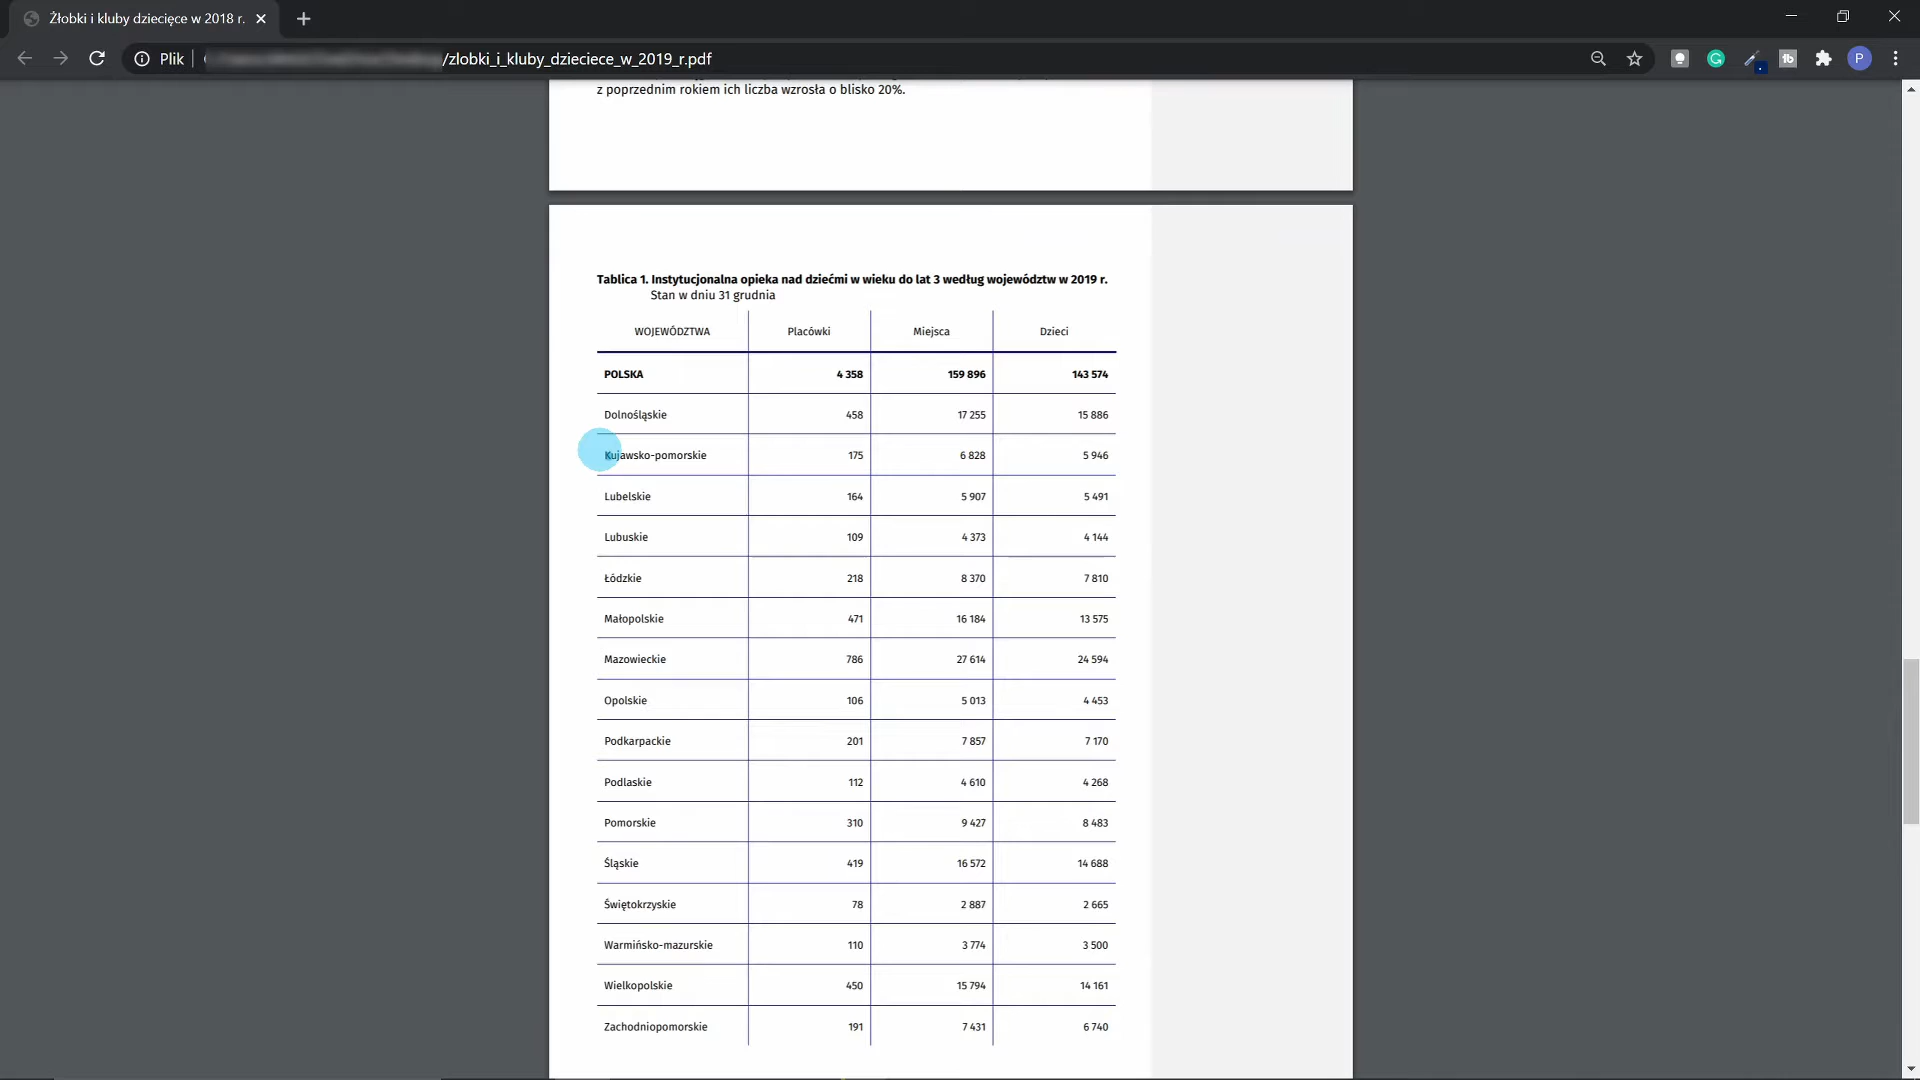 Żłobki i kluby dziecięce w 2018 r.
Plik /zlobki_i_kluby_dzieciece_w_2019_r.pdf
P
z poprzednim rokiem ich liczba wzrosła o blisko 20%.
Tablica 1. Instytucjonalna opieka nad dziećmi w wieku do lat 3 według województw w 2019 r.
Stan w dniu 31 grudnia
WOJEWÓDZTWA Placówki Miejsca Dzieci
POLSKA 4 358 159 896 143 574
Dolnośląskie 458 17 255 15 886
Kujawsko-pomorskie 175 6 828 5 946
Lubelskie 164 5 907 5 491
Lubuskie 109 4 373 4 144
Łódzkie 218 8 370 7 810
Małopolskie 471 16 184 13 575
Mazowieckie 786 27 614 24 594
Opolskie 106 5 013 4 453
Podkarpackie 201 7 857 7 170
Podlaskie 112 4 610 4 268
Pomorskie 310 9 427 8 483
Śląskie 419 16 572 14 688
Świętokrzyskie 78 2 887 2 665
Warmińsko-mazurskie 110 3 774 3 500
Wielkopolskie 450 15 794 14 161
Zachodniopomorskie 191 7 431 6 740